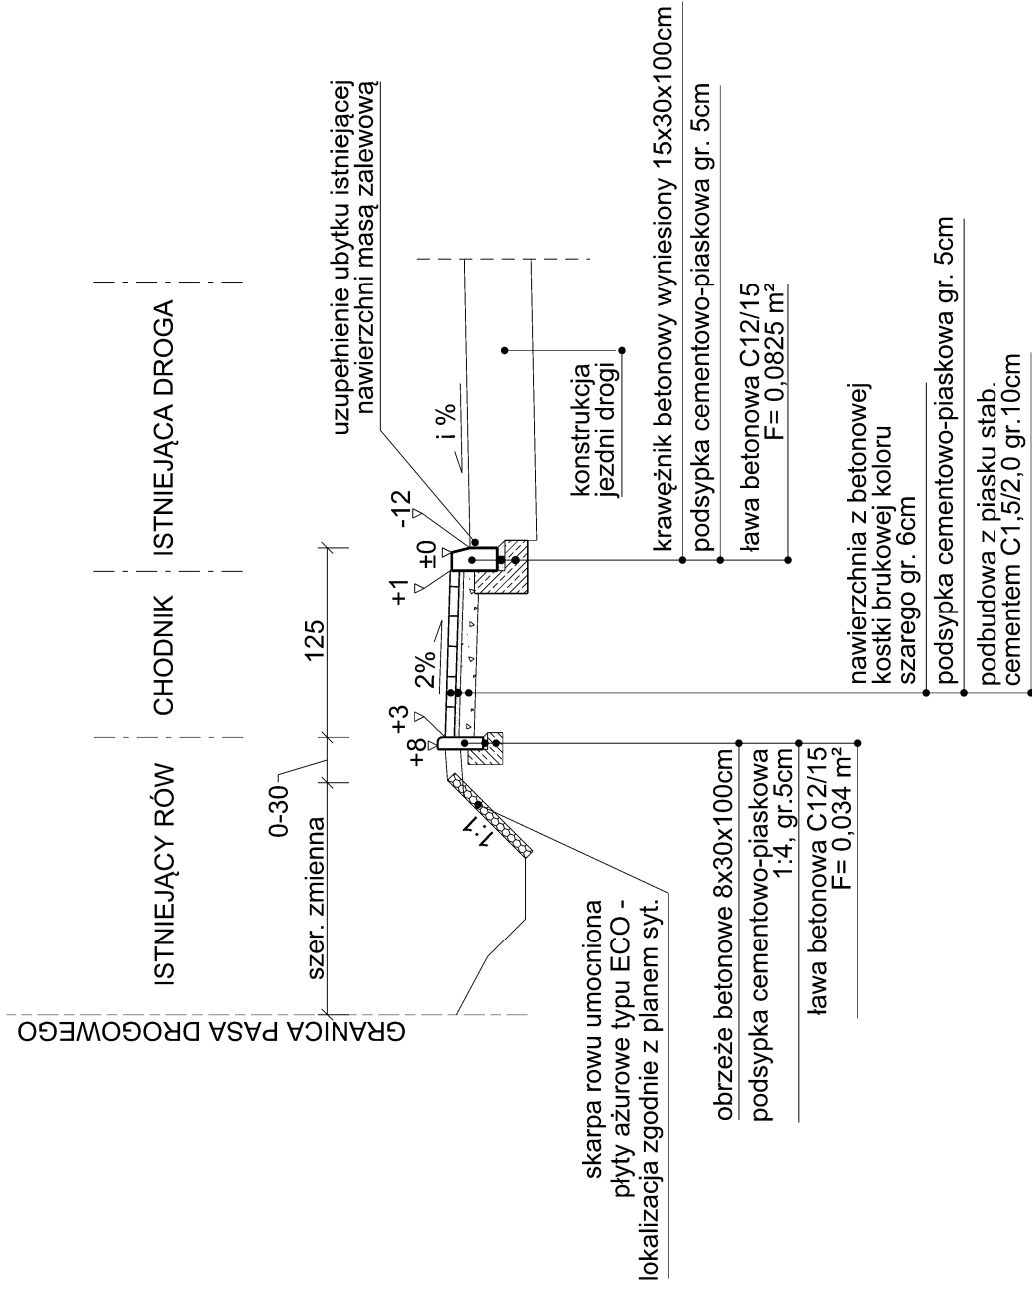 GRANICA PASA DROGOWEGO
ISTNIEJĄCY RÓW
CHODNIK
ISTNIEJĄCA DROGA
0-30
szer. zmienna
125
uzupełnienie ubytku istniejącej
nawierzchni masą zalewową
+8
+3
2%
+1
±0
-12
i %
1:1
konstrukcja
jezdni drogi
skarpa rowu umocniona
płyty ażurowe typu ECO -
lokalizacja zgodnie z planem syt.
krawężnik betonowy wyniesiony 15x30x100cm
podsypka cementowo-piaskowa gr. 5cm
ława betonowa C12/15
F= 0,0825 m²
obrzeże betonowe 8x30x100cm
podsypka cementowo-piaskowa
1:4, gr.5cm
ława betonowa C12/15
F= 0,034 m²
nawierzchnia z betonowej
kostki brukowej koloru
szarego gr. 6cm
podsypka cementowo-piaskowa gr. 5cm
podbudowa z piasku stab.
cementem C1,5/2,0 gr.10cm